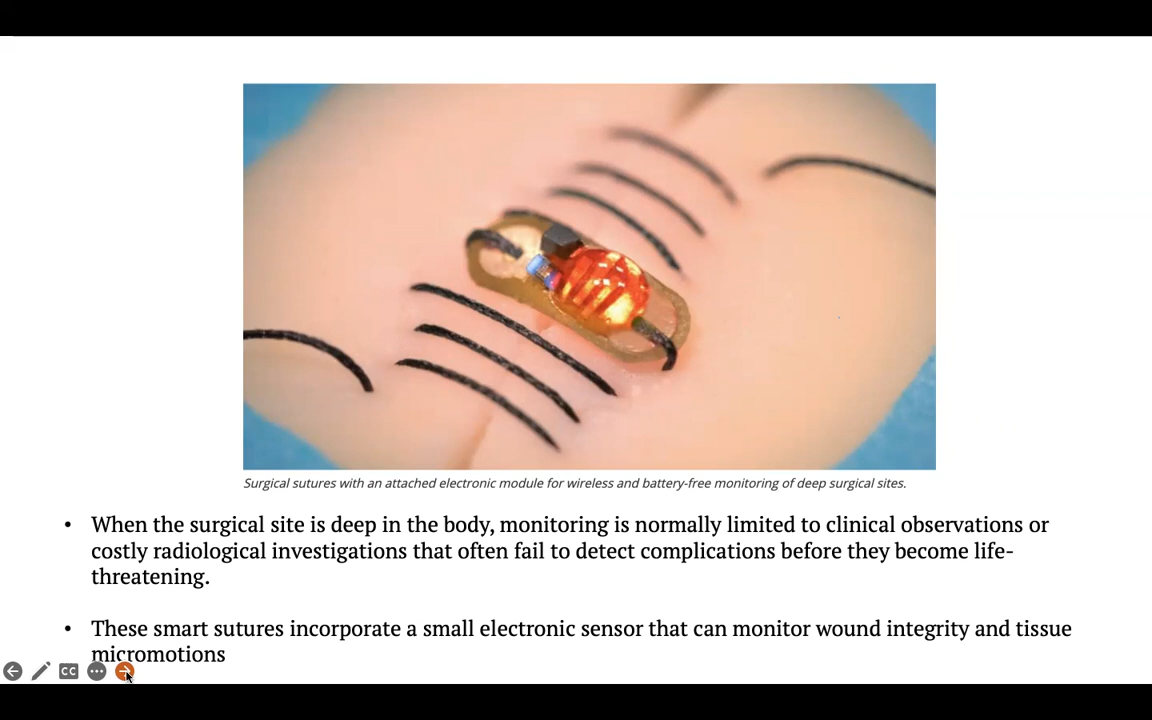 Surgical sutures with an attached electronic module for wireless and battery-free monitoring of deep surgical sites.
• When the surgical site is deep in the body, monitoring is normally limited to clinical observations or
costly radiological investigations that often fail to detect complications before they become life-
threatening.
• These smart sutures incorporate a small electronic sensor that can monitor wound integrity and tissue
micromotions
CC